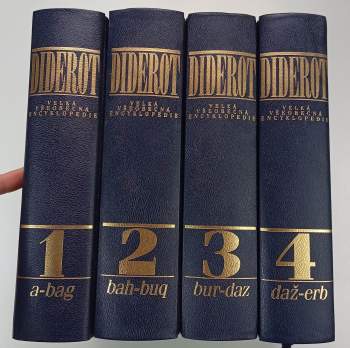 DIDEROT
VELKÁ
VŠEOBECNÁ
ENCYKLOPEDIE
1
a-bag
DIDEROT
VELKÁ
VŠEOBECNÁ
ENCYKLOPEDIE
2
bah-buq
DIDEROT
VELKÁ
VŠEOBECNÁ
ENCYKLOPEDIE
3
bur-daz
DIDEROT
VELKÁ
VŠEOBECNÁ
ENCYKLOPEDIE
4
daž-erb